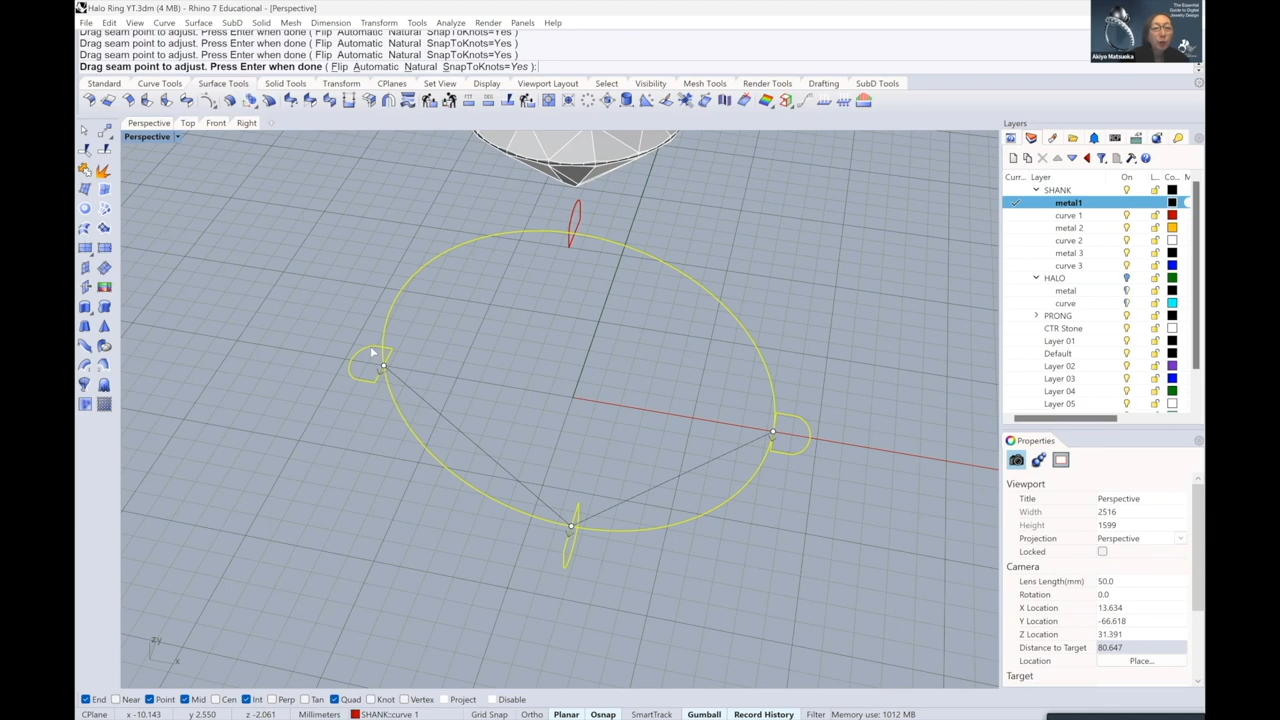 Halo Ring YT.3dm (4 MB) - Rhino 7 Educational - [Perspective]
File Edit View Curve Surface SubD Solid Mesh Dimension Transform Tools Analyze Render Panels Help
Drag seam point to adjust. Press Enter when done ( Flip Automatic Natural SnapToKnots=Yes )
Drag seam point to adjust. Press Enter when done ( Flip Automatic Natural SnapToKnots=Yes )
Drag seam point to adjust. Press Enter when done ( Flip Automatic Natural SnapToKnots=Yes )
Drag seam point to adjust. Press Enter when done ( Flip Automatic Natural SnapToKnots=Yes ):
The Essential
Guide to Digital
Jewelry Design
Akiyo Matsuoka
Standard Curve Tools Surface Tools Solid Tools Transform CPlanes Set View Display Viewport Layout Select Visibility Mesh Tools Render Tools Drafting SubD Tools
Perspective Top Front Right
Perspective
Layers
Curr... Layer On L... Co... M
SHANK
metal1
curve 1
metal 2
curve 2
metal 3
curve 3
HALO
metal
curve
PRONG
CTR Stone
Layer 01
Default
Layer 02
Layer 03
Layer 04
Layer 05
Properties
Viewport
Title Perspective
Width 2516
Height 1599
Projection Perspective
Locked
Camera
Lens Length(mm) 50.0
Rotation 0.0
X Location 13.634
Y Location -66.618
Z Location 31.391
Distance to Target 80.647
Location Place...
Target
zy
x
End Near Point Mid Cen Int Perp Tan Quad Knot Vertex Project Disable
CPlane x -10.143 y 2.550 z -2.061 Millimeters SHANK::curve 1 Grid Snap Ortho Planar Osnap SmartTrack Gumball Record History Filter Memory use: 1012 MB